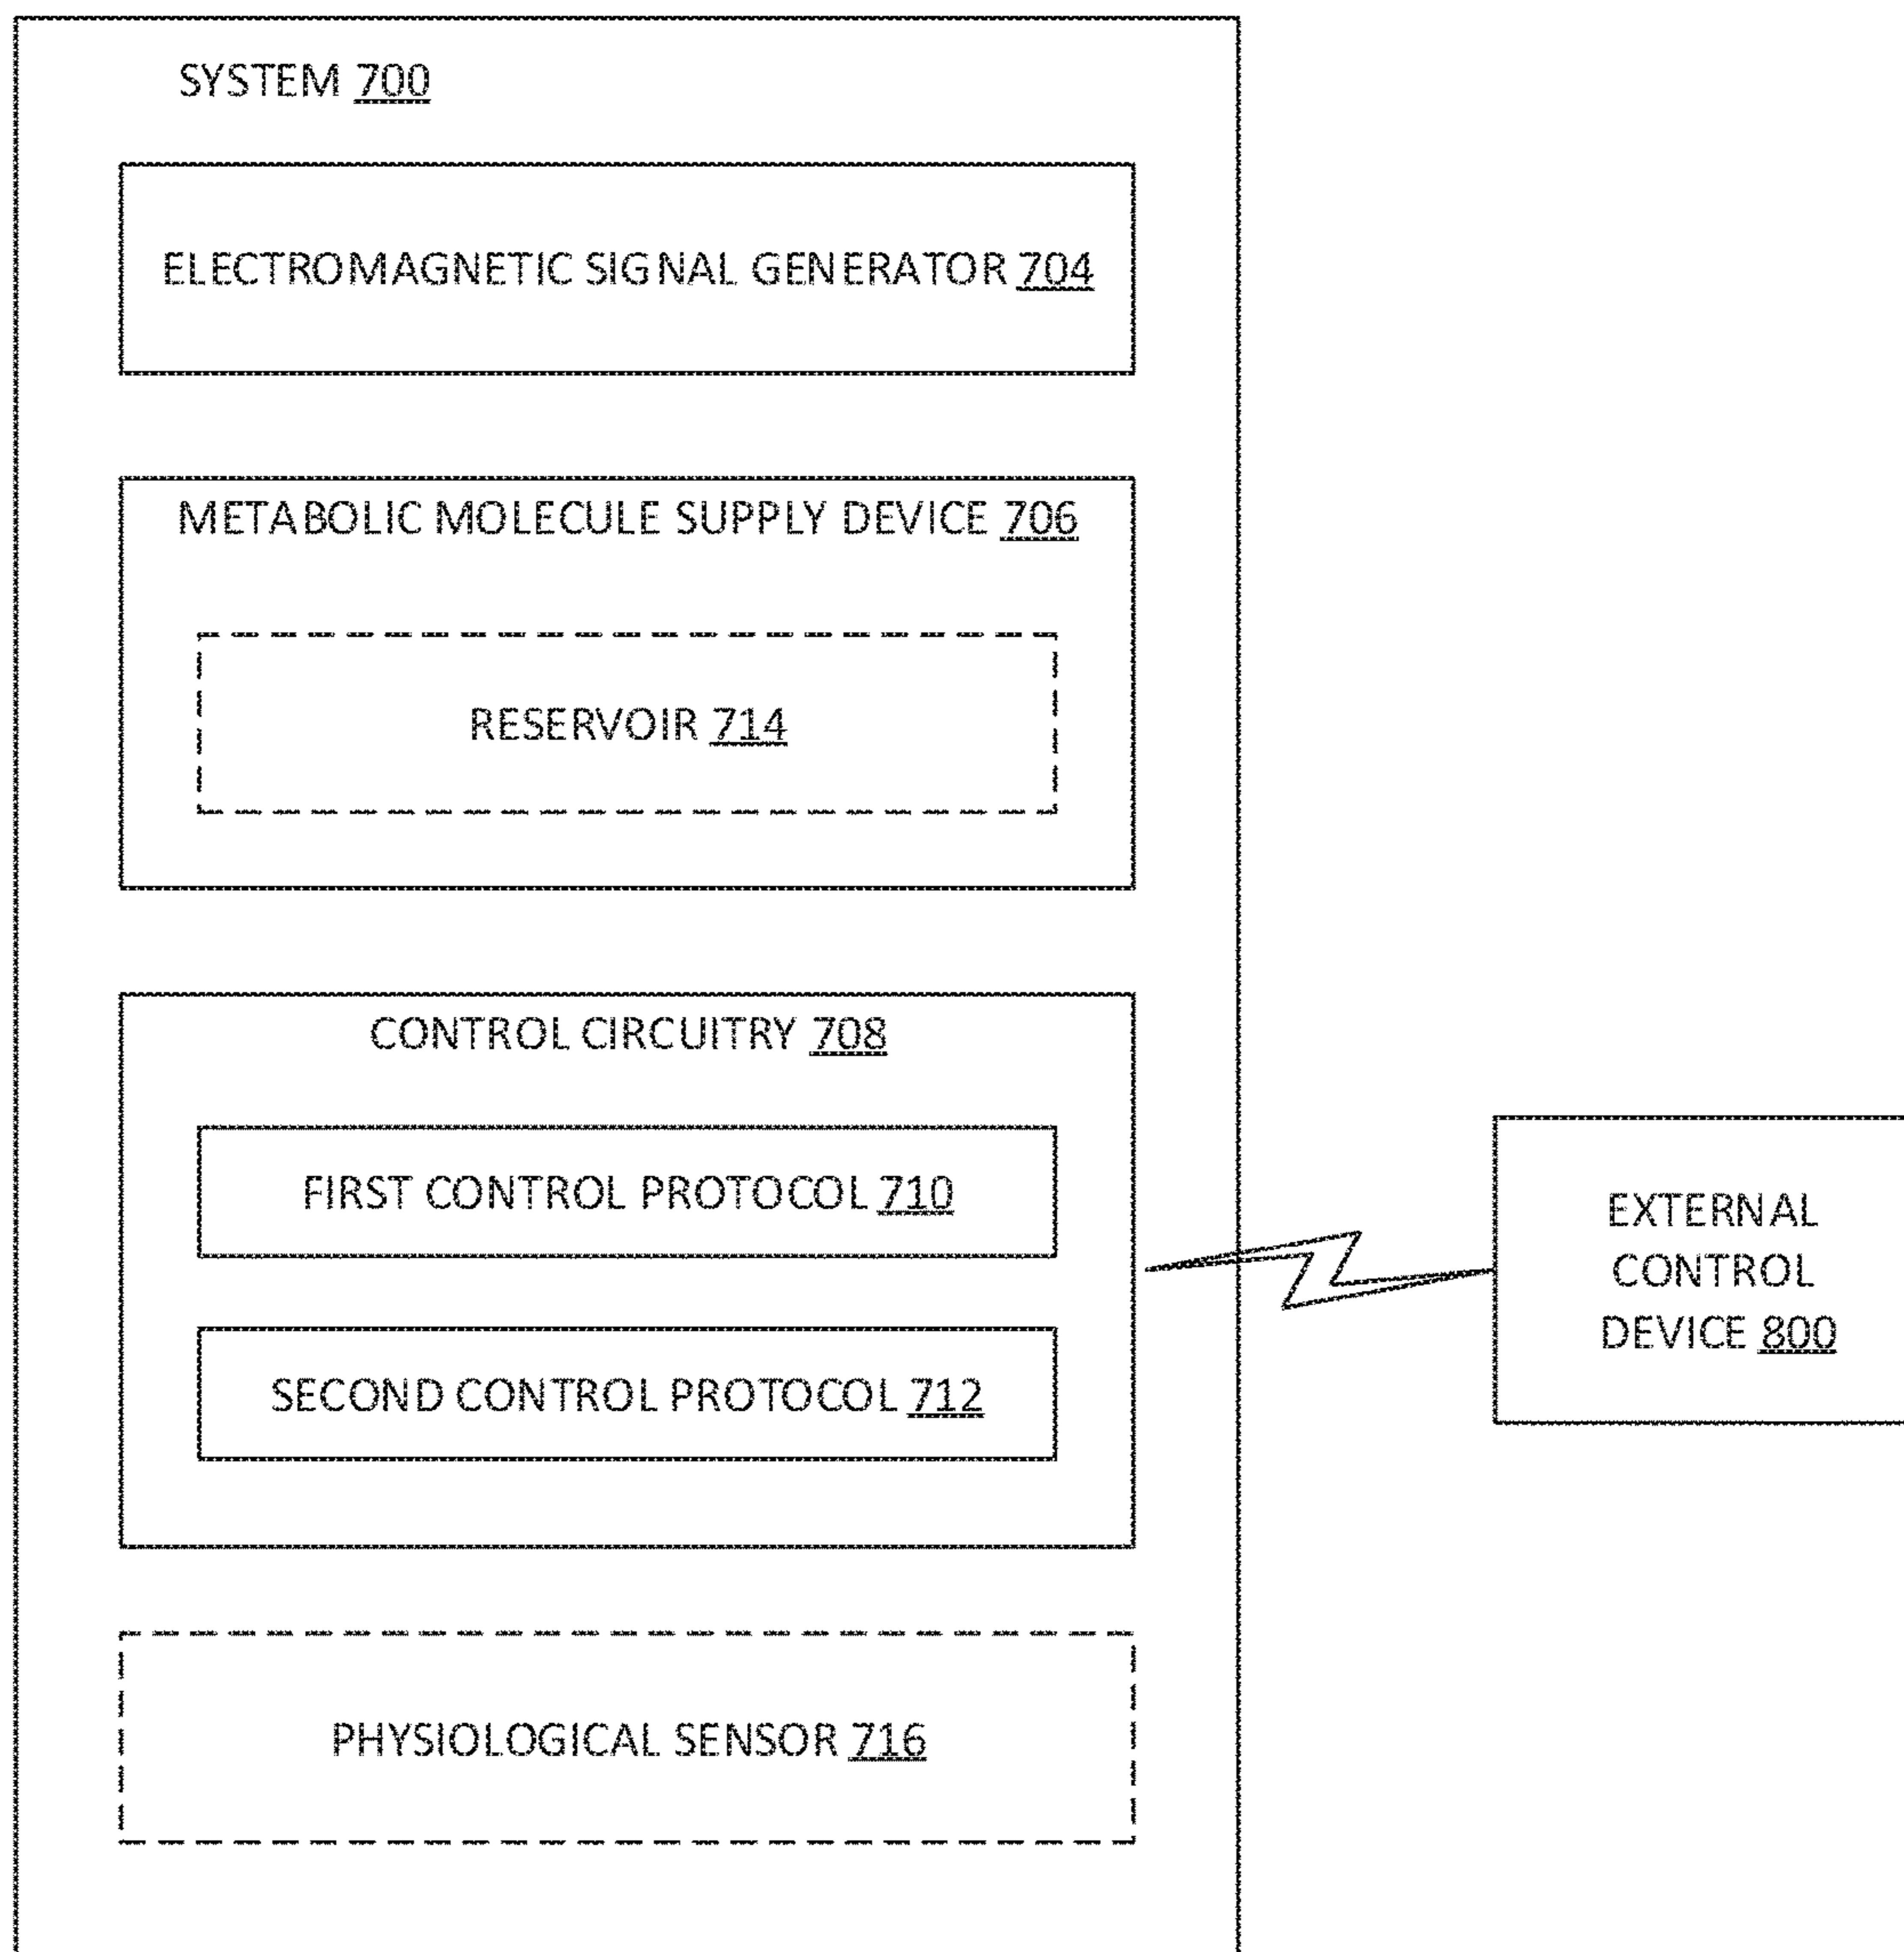 SYSTEM 700
ELECTROMAGNETIC SIGNAL GENERATOR 704
METABOLIC MOLECULE SUPPLY DEVICE 706
RESERVOIR 714
CONTROL CIRCUITRY 708
FIRST CONTROL PROTOCOL 710
SECOND CONTROL PROTOCOL 712
EXTERNAL
CONTROL
DEVICE 800
PHYSIOLOGICAL SENSOR 716